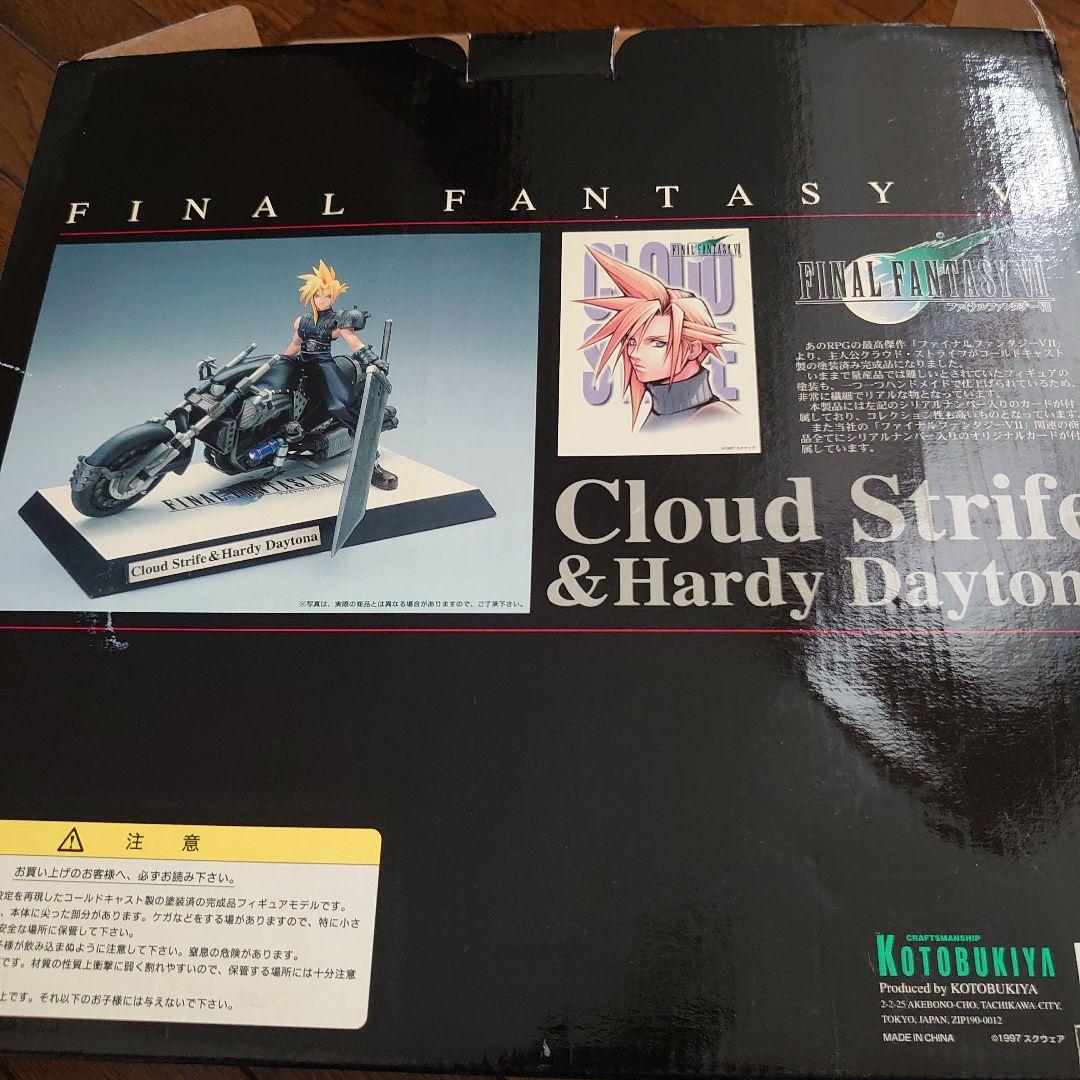 FINAL FANTASY V
CLOUD
FINAL FANTASY VII
©1997 スクウェア
FINAL FANTASY VII
ファイナルファンタジーVII
あのRPGの最高傑作「ファイナルファンタジーVII」
より、主人公クラウド・ストライフがコールドキャスト
製の塗装済み完成品になりました。
いままで量産品では難しいとされていたフィギュアの
塗装も、一つ一つハンドメイドで仕上げられているため、
非常に繊細でリアルな物となっています。
本製品には左記のシリアルナンバー入りのカードが付
属しており、コレクション性も高いものとなっています。
また当社の「ファイナルファンタジーVII」関連の商
品全てにシリアルナンバー入りのオリジナルカードが付
属しています。
FINAL FANTASY VII
Cloud Strife & Hardy Daytona
※写真は、実際の商品とは異なる場合がありますので、ご了承下さい。
Cloud Strife
& Hardy Dayton
注 意
お買い上げのお客様へ、必ずお読み下さい。
設定を再現したコールドキャスト製の塗装済の完成品フィギュアモデルです。
、本体に尖った部分があります。ケガなどをする場がありますので、特に小さ
安全な場所に保管して下さい。
子様が飲み込まぬように注意して下さい。窒息の危険があります。
です。材質の性質上衝撃に弱く割れやすいので、保管する場所には十分注意
上です。それ以下のお子様には与えないで下さい。
CRAFTSMANSHIP
KOTOBUKIYA
Produced by KOTOBUKIYA
2-2-25 AKEBONO-CHO, TACHIKAWA-CITY,
TOKYO, JAPAN, ZIP190-0012
MADE IN CHINA ©1997 スクウェア